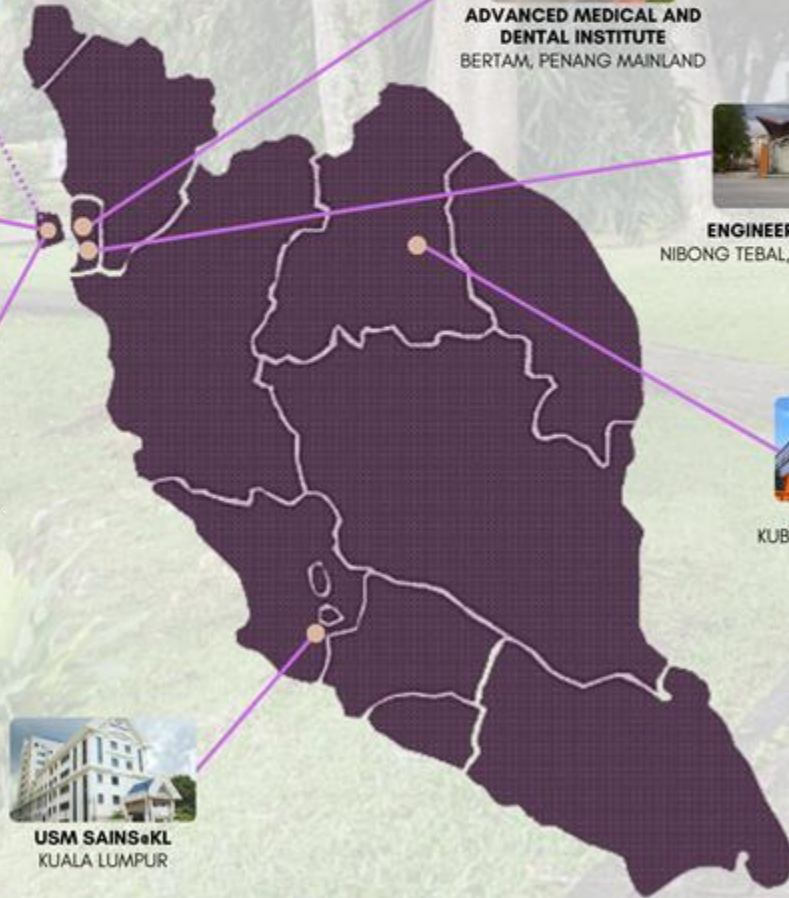 ADVANCED MEDICAL AND
DENTAL INSTITUTE
BERTAM, PENANG MAINLAND
NIBONG TEBAL,
USM SAINS@KL
KUALA LUMPUR